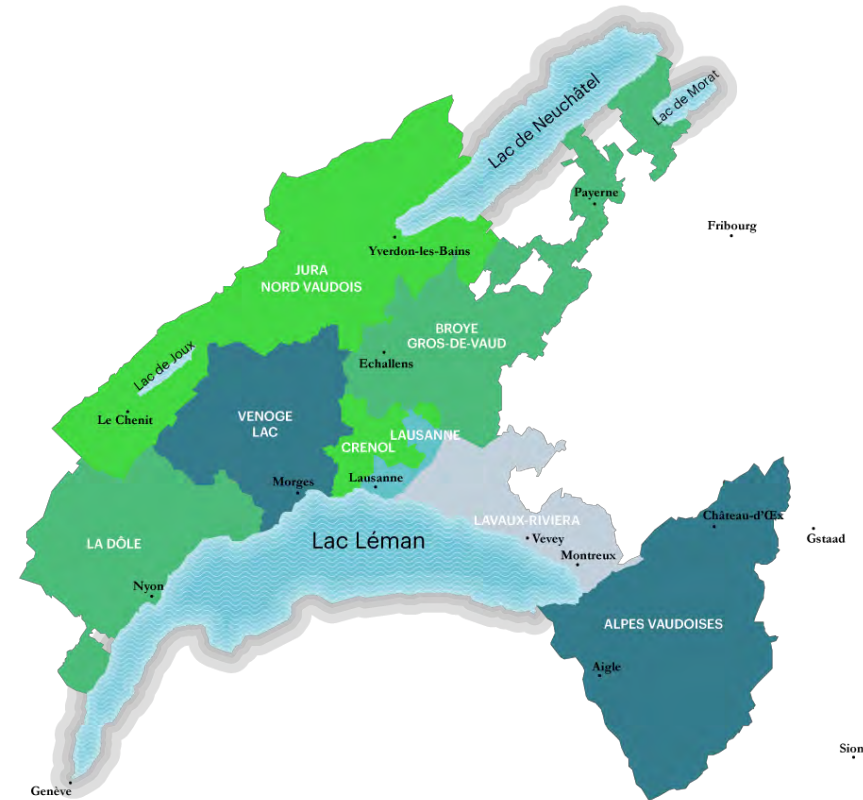 Lac de Neuchâtel
Lac de Morat
Payerne
Fribourg
Yverdon-les-Bains
JURA
NORD VAUDOIS
BROYE
GROS-DE-VAUD
Echallens
Lac de Joux
Le Chenit
VENOGE
LAC
LAUSANNE
CRENOL
Lausanne
Morges
LAVAUX-RIVIERA
Château-d'Œx
Gstaad
Vevey
Montreux
LA DÔLE
Lac Léman
Nyon
ALPES VAUDOISES
Aigle
Sion
Genève